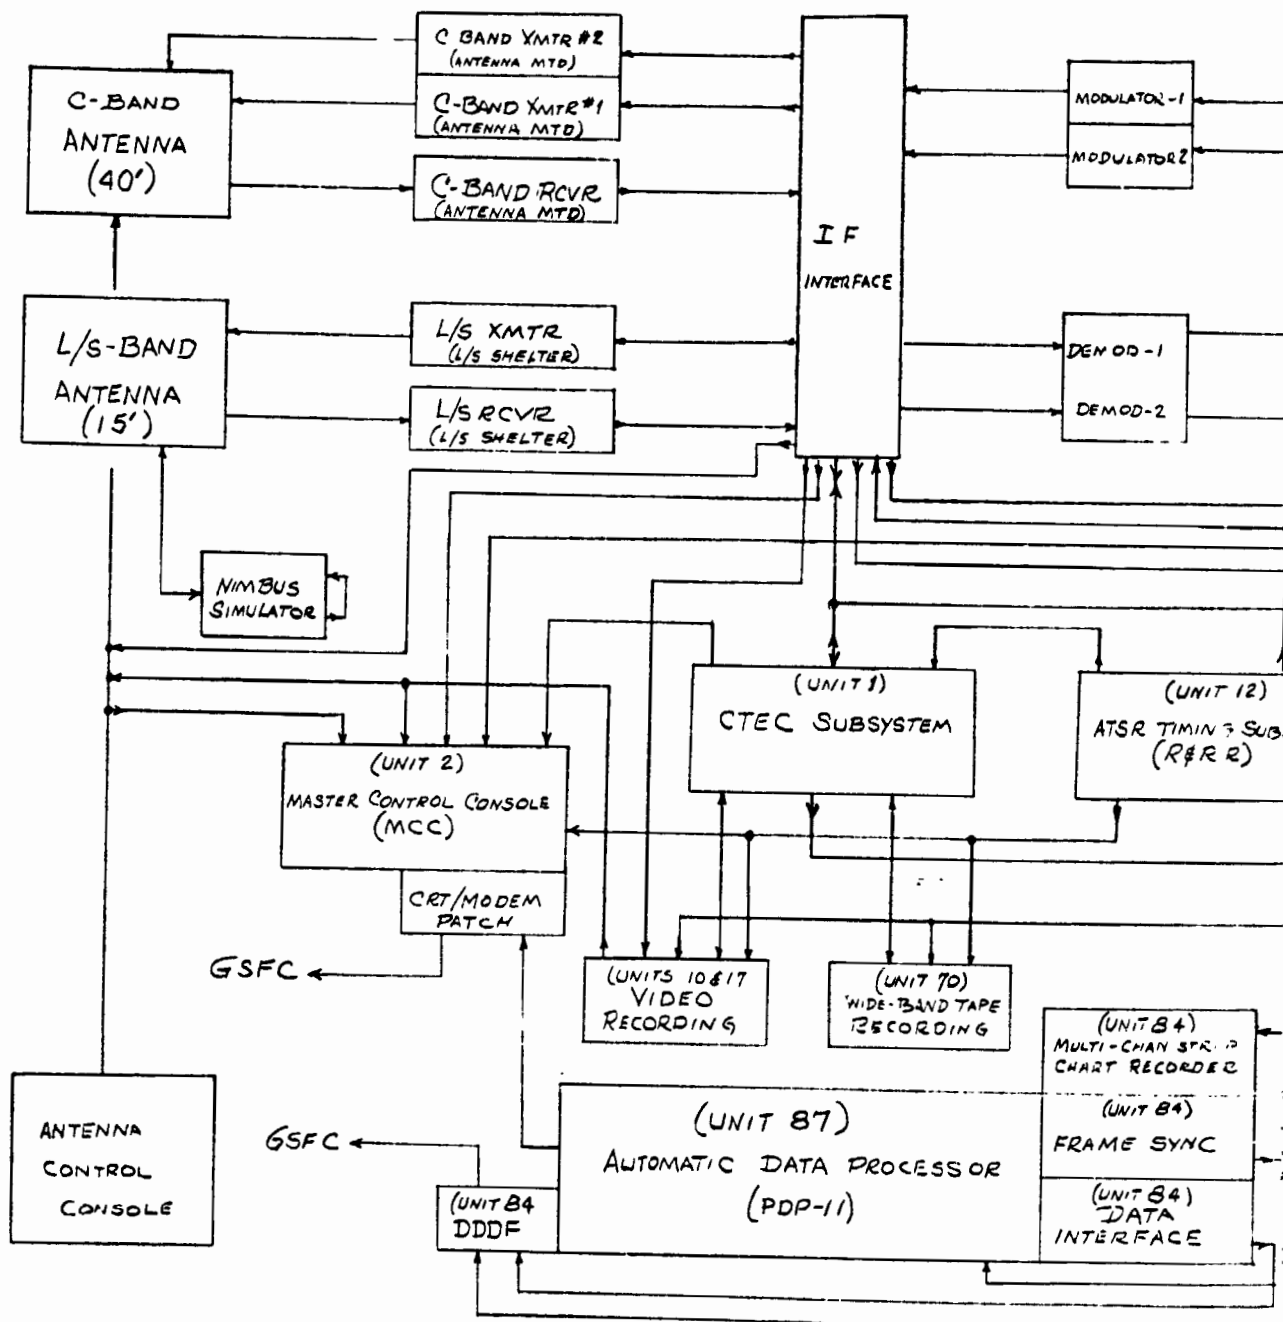 C BAND XMTR #2
(ANTENNA MTD)
C-BAND XMTR #1
(ANTENNA MTD)
C-BAND
ANTENNA
(40')
C-BAND RCVR
(ANTENNA MTD)
IF
INTERFACE
MODULATOR-1
MODULATOR 2
L/S-BAND
ANTENNA
(15')
L/S XMTR
(L/S SHELTER)
L/S RCVR
(L/S SHELTER)
DEMOD-1
DEMOD-2
NIMBUS
SIMULATOR
(UNIT 1)
CTEC SUBSYSTEM
(UNIT 12)
ATSR TIMING SUB
(R&RR)
(UNIT 2)
MASTER CONTROL CONSOLE
(MCC)
CRT/MODEM
PATCH
GSFC
(UNITS 10&17
VIDEO
RECORDING
(UNIT 70)
WIDE-BAND TAPE
RECORDING
(UNIT 84)
MULTI-CHAN STRIP
CHART RECORDER
(UNIT 84)
FRAME SYNC
(UNIT 84)
DATA
INTERFACE
(UNIT 87)
AUTOMATIC DATA PROCESSOR
(PDP-11)
GSFC
(UNIT 84
DDDF
ANTENNA
CONTROL
CONSOLE